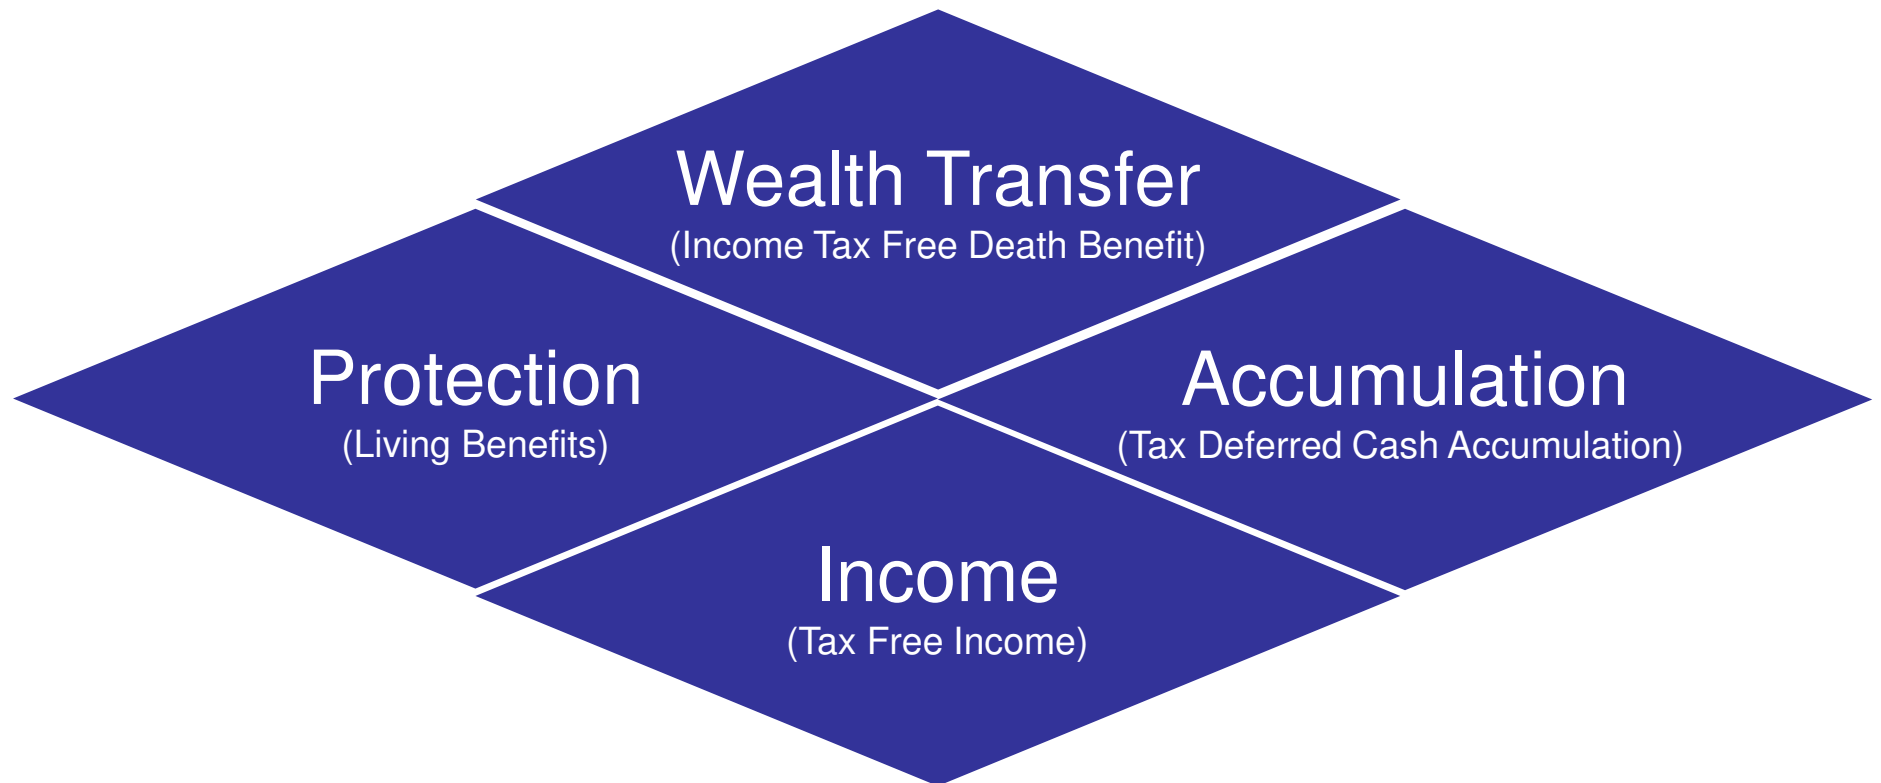 Wealth Transfer
(Income Tax Free Death Benefit)
Protection
(Living Benefits)
Accumulation
(Tax Deferred Cash Accumulation)
Income
(Tax Free Income)